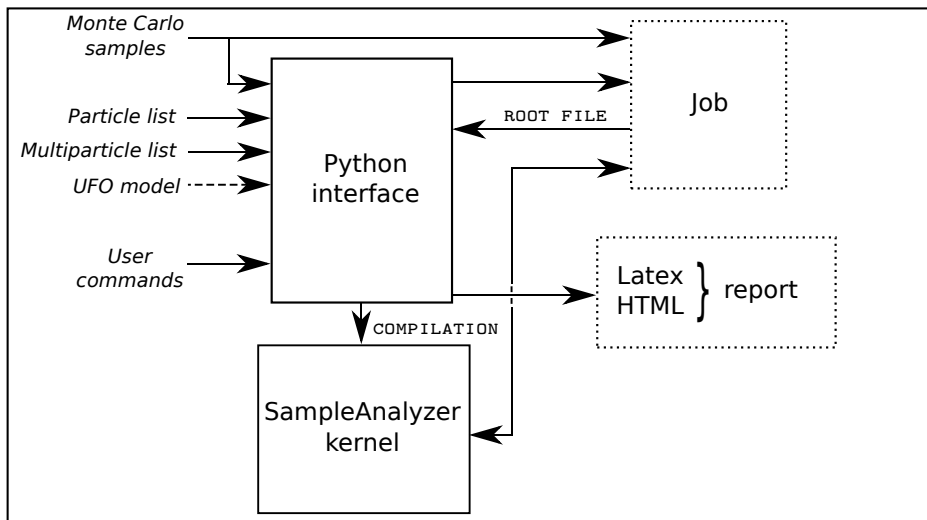 Monte Carlo
samples
Particle list
Multiparticle list
UFO model
User
commands
Python
interface
Job
ROOT FILE
Latex
HTML
} report
COMPILATION
SampleAnalyzer
kernel